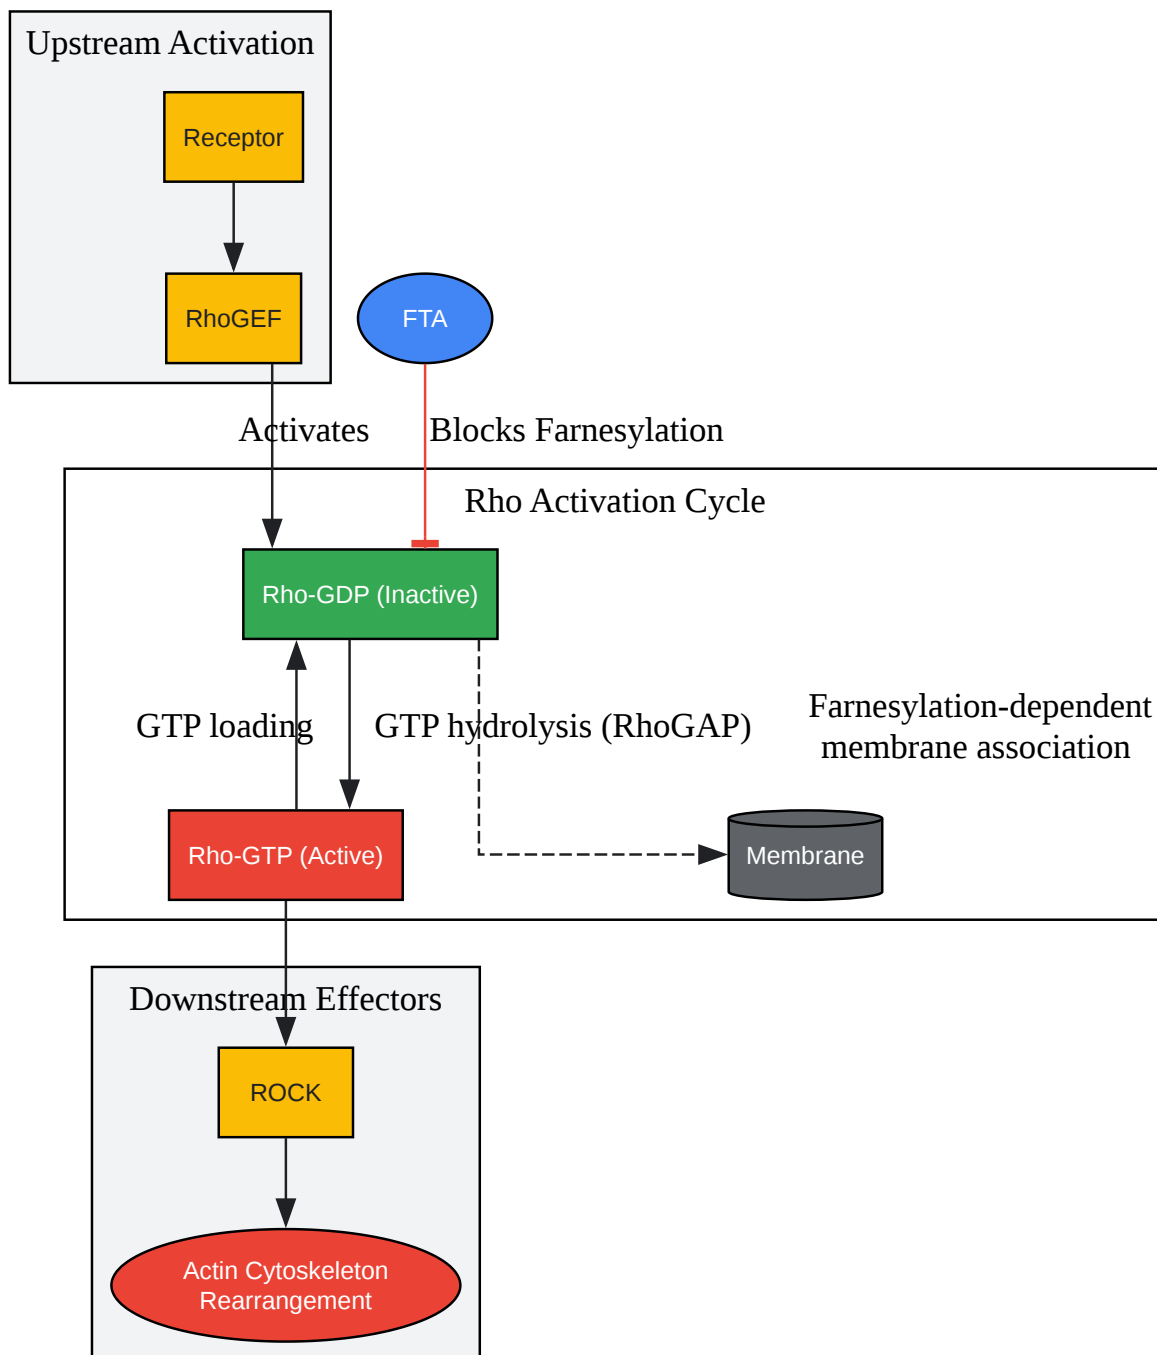 Upstream Activation
Receptor
RhoGEF
FTA
Activates
Blocks Farnesylation
Rho Activation Cycle
Rho-GDP (Inactive)
GTP loading
GTP hydrolysis (RhoGAP)
Farnesylation-dependent
membrane association
Rho-GTP (Active)
Membrane
Downstream Effectors
ROCK
Actin Cytoskeleton
Rearrangement